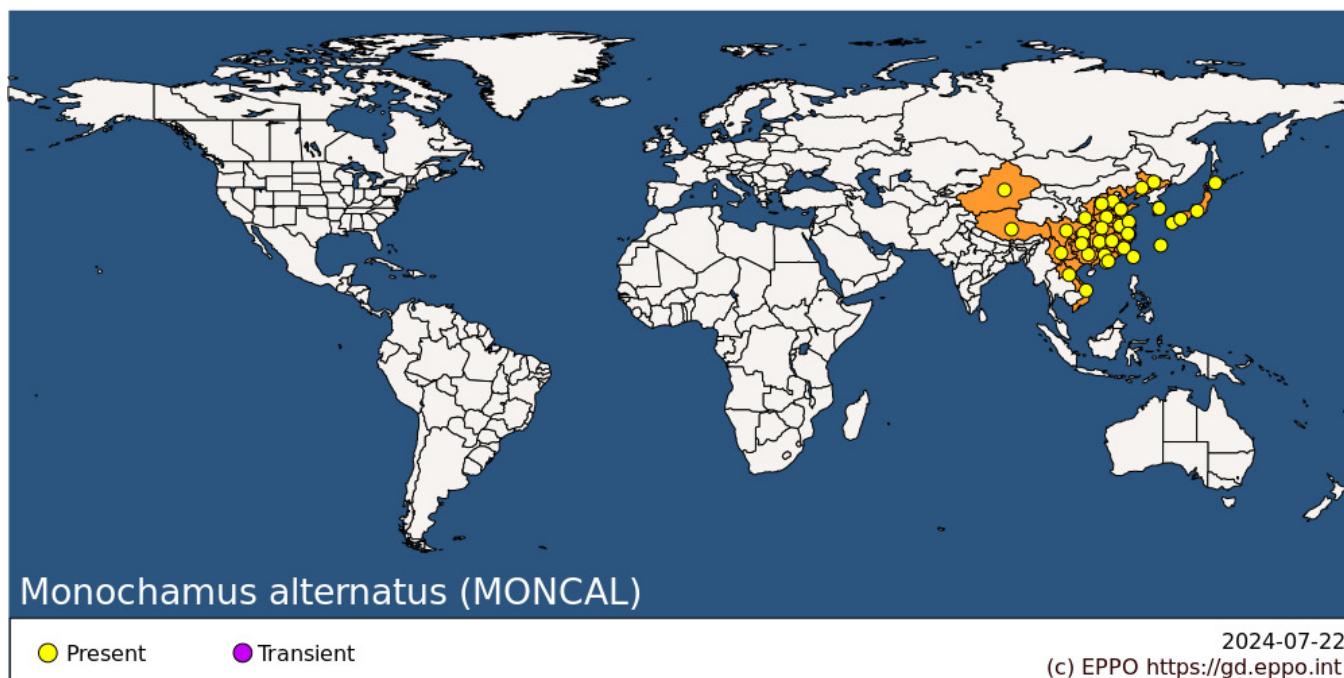 Monochamus alternatus (MONCAL)
Present
Transient
2024-07-22
(c) EPPO https://gd.eppo.int